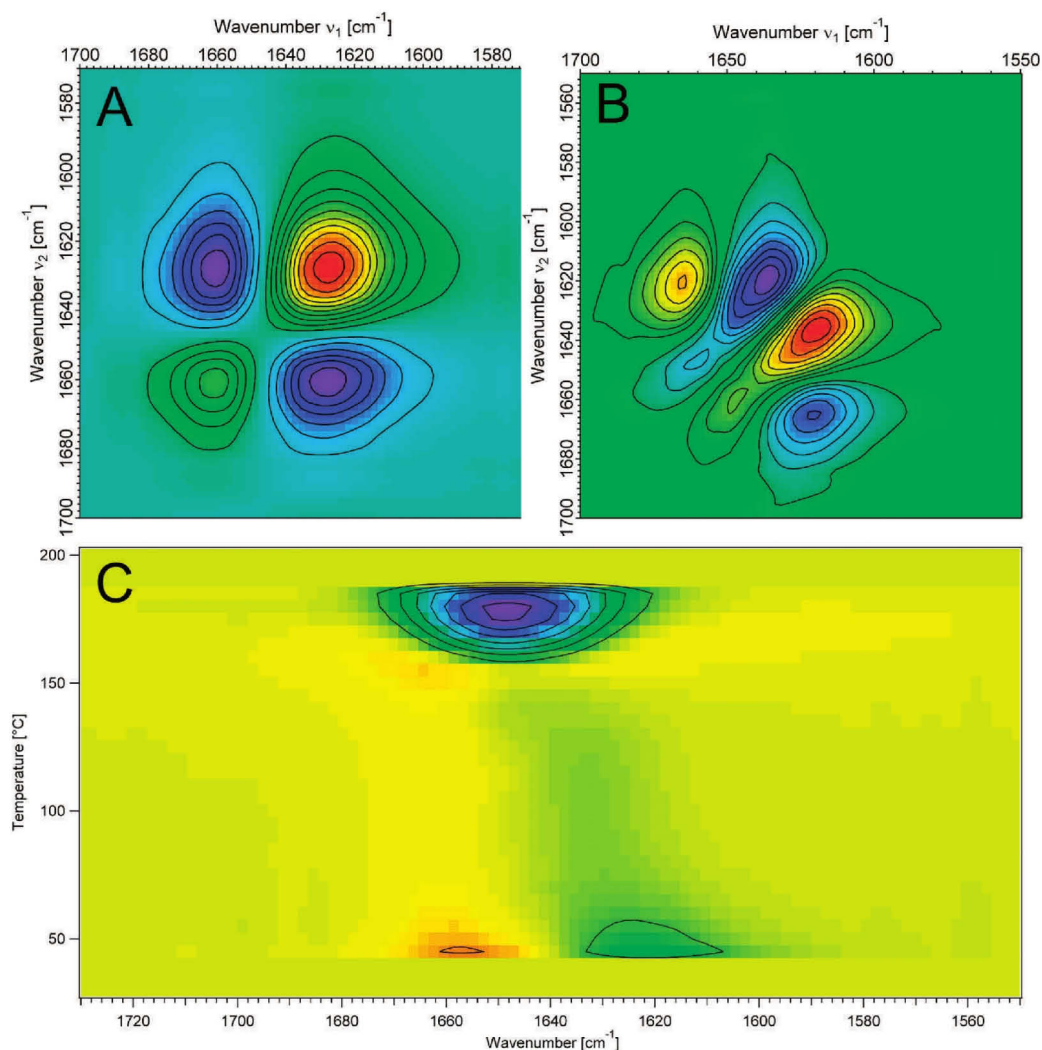 Wavenumber ν₁ [cm⁻¹]
1700 1680 1660 1640 1620 1600 1580
A
Wavenumber ν₂ [cm⁻¹]
1580
1600
1620
1640
1660
1680
1700
Wavenumber ν₁ [cm⁻¹]
1700 1650 1600 1550
B
Wavenumber ν₂ [cm⁻¹]
1560
1580
1600
1620
1640
1660
1680
1700
C
Temperature [°C]
200
150
100
50
1720 1700 1680 1660 1640 1620 1600 1580 1560
Wavenumber [cm⁻¹]